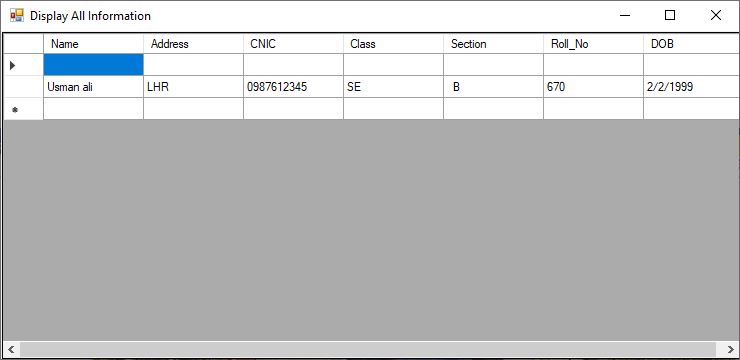 Display All Information
Name Address CNIC Class Section Roll_No DOB
Usman ali LHR 0987612345 SE B 670 2/2/1999